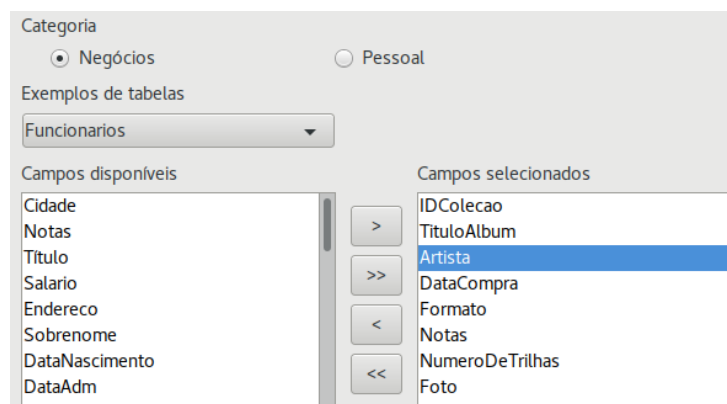 Categoria
Negócios
Pessoal
Exemplos de tabelas
Funcionarios
Campos disponíveis
Cidade
Notas
Título
Salario
Endereco
Sobrenome
DataNascimento
DataAdm
>
>>
<
<<
Campos selecionados
IDColecao
TituloAlbum
Artista
DataCompra
Formato
Notas
NumeroDeTrilhas
Foto